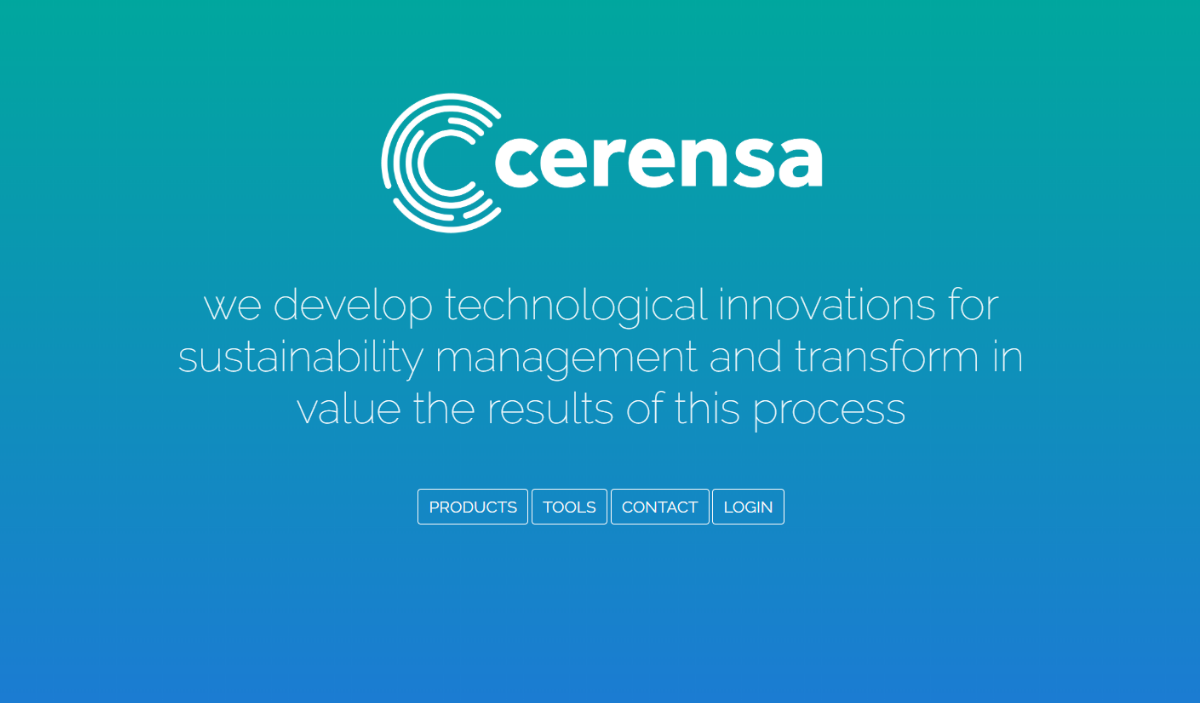 cerensa
we develop technological innovations for
sustainability management and transform in
value the results of this process
PRODUCTS TOOLS CONTACT LOGIN